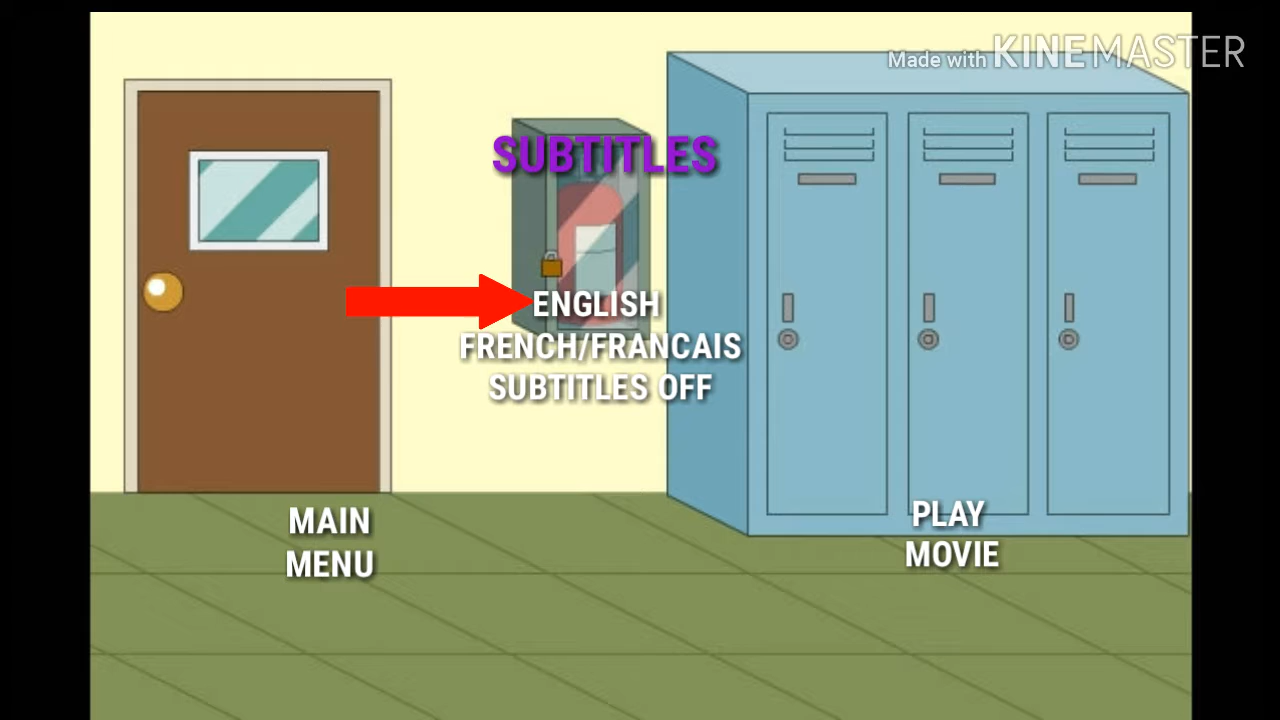 Made with KINEMASTER
SUBTITLES
ENGLISH
FRENCH/FRANCAIS
SUBTITLES OFF
MAIN
MENU
PLAY
MOVIE